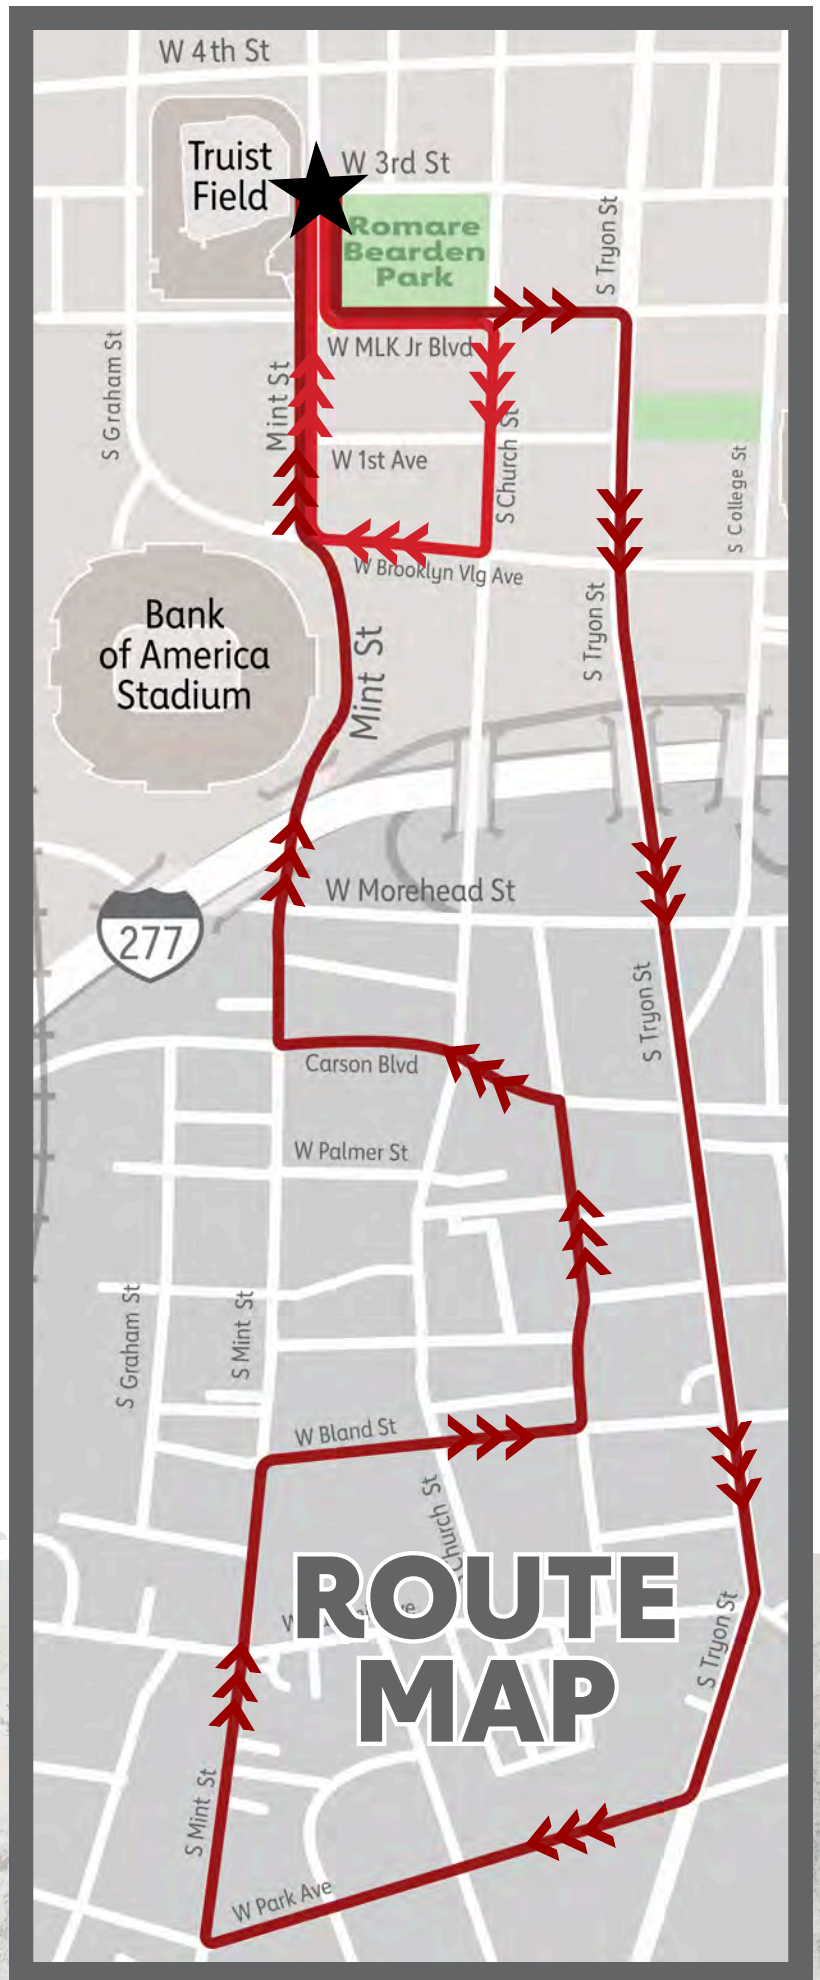 W 4th St
Truist
Field
W 3rd St
Romare
Bearden
Park
S Tryon St
W MLK Jr Blvd
S Graham St
Mint St
W 1st Ave
S Church St
S College St
W Brooklyn Vlg Ave
Bank
of America
Stadium
Mint St
S Tryon St
W Morehead St
277
S Tryon St
Carson Blvd
W Palmer St
S Graham St
S Mint St
W Bland St
Church St
ROUTE
MAP
S Tryon St
S Mint St
W Park Ave